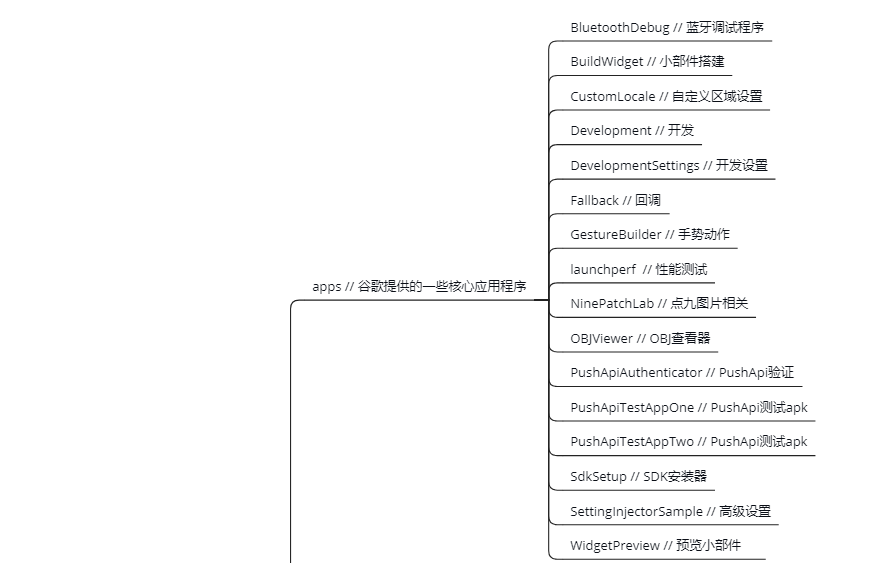 BluetoothDebug // 蓝牙调试程序
BuildWidget // 小部件搭建
CustomLocale // 自定义区域设置
Development // 开发
DevelopmentSettings // 开发设置
Fallback // 回调
GestureBuilder // 手势动作
launchperf  // 性能测试
apps // 谷歌提供的一些核心应用程序
NinePatchLab // 点九图片相关
OBJViewer // OBJ查看器
PushApiAuthenticator // PushApi验证
PushApiTestAppOne // PushApi测试apk
PushApiTestAppTwo // PushApi测试apk
SdkSetup // SDK安装器
SettingInjectorSample // 高级设置
WidgetPreview // 预览小部件